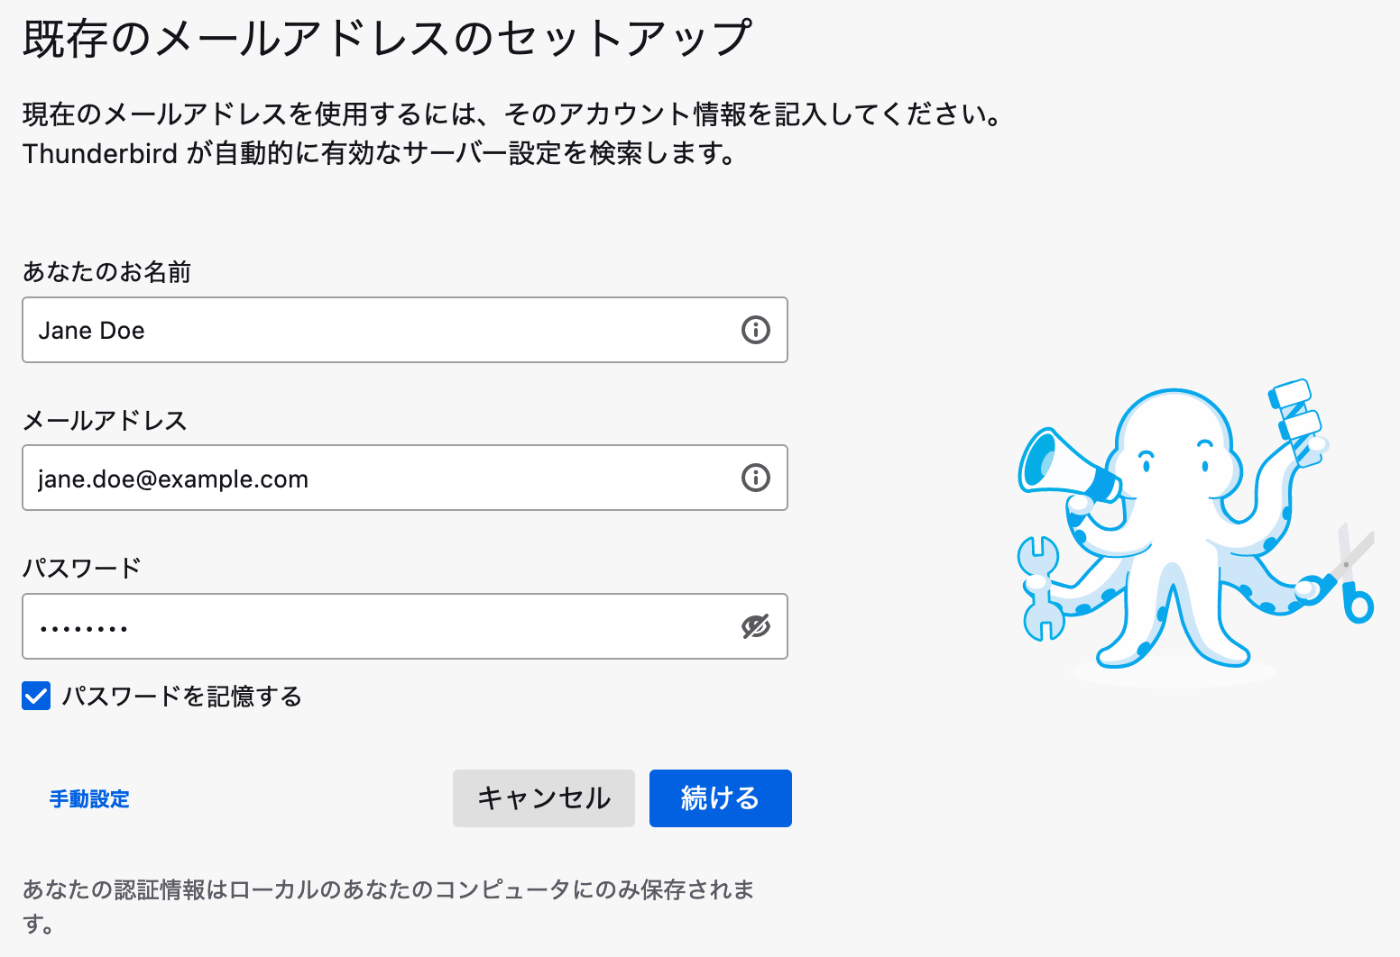 既存のメールアドレスのセットアップ
現在のメールアドレスを使用するには、そのアカウント情報を記入してください。
Thunderbird が自動的に有効なサーバー設定を検索します。
あなたのお名前
Jane Doe
メールアドレス
jane.doe@example.com
パスワード
••••••••
パスワードを記憶する
手動設定 キャンセル 続ける
あなたの認証情報はローカルのあなたのコンピュータにのみ保存されま
す。